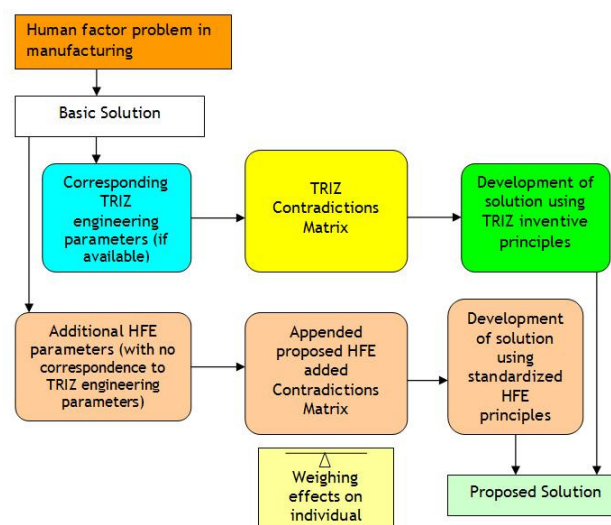 Human factor problem in
manufacturing
Basic Solution
Corresponding
TRIZ
engineering
parameters (if
available)
TRIZ
Contradictions
Matrix
Development of
solution using
TRIZ inventive
principles
Additional HFE
parameters (with no
correspondence to
TRIZ engineering
parameters)
Appended
proposed HFE
added
Contradictions
Matrix
Development
of solution
using
standardized
HFE
principles
Weighing
effects on
individual
Proposed Solution